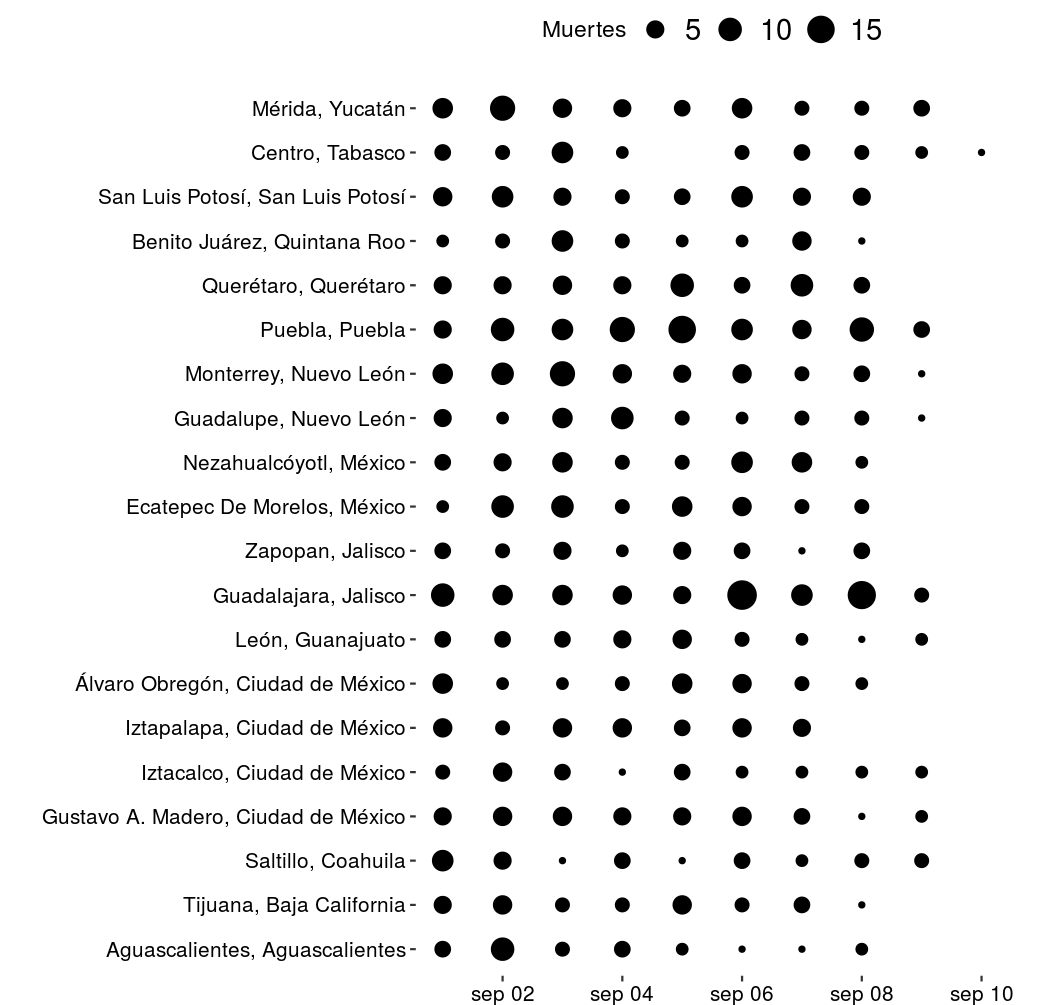 Muertes 5 10 15
Mérida, Yucatán
Centro, Tabasco
San Luis Potosí, San Luis Potosí
Benito Juárez, Quintana Roo
Querétaro, Querétaro
Puebla, Puebla
Monterrey, Nuevo León
Guadalupe, Nuevo León
Nezahualcóyotl, México
Ecatepec De Morelos, México
Zapopan, Jalisco
Guadalajara, Jalisco
León, Guanajuato
Álvaro Obregón, Ciudad de México
Iztapalapa, Ciudad de México
Iztacalco, Ciudad de México
Gustavo A. Madero, Ciudad de México
Saltillo, Coahuila
Tijuana, Baja California
Aguascalientes, Aguascalientes
sep 02 sep 04 sep 06 sep 08 sep 10